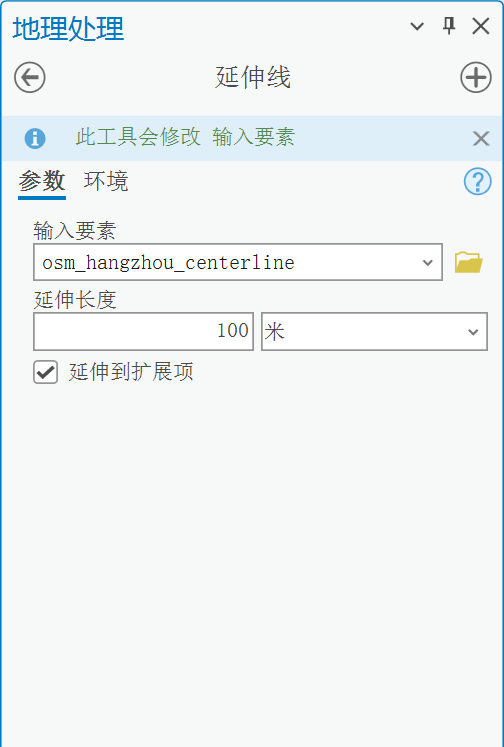 地理处理
延伸线
此工具会修改 输入要素
参数 环境
输入要素
osm_hangzhou_centerline
延伸长度
100 米
延伸到扩展项